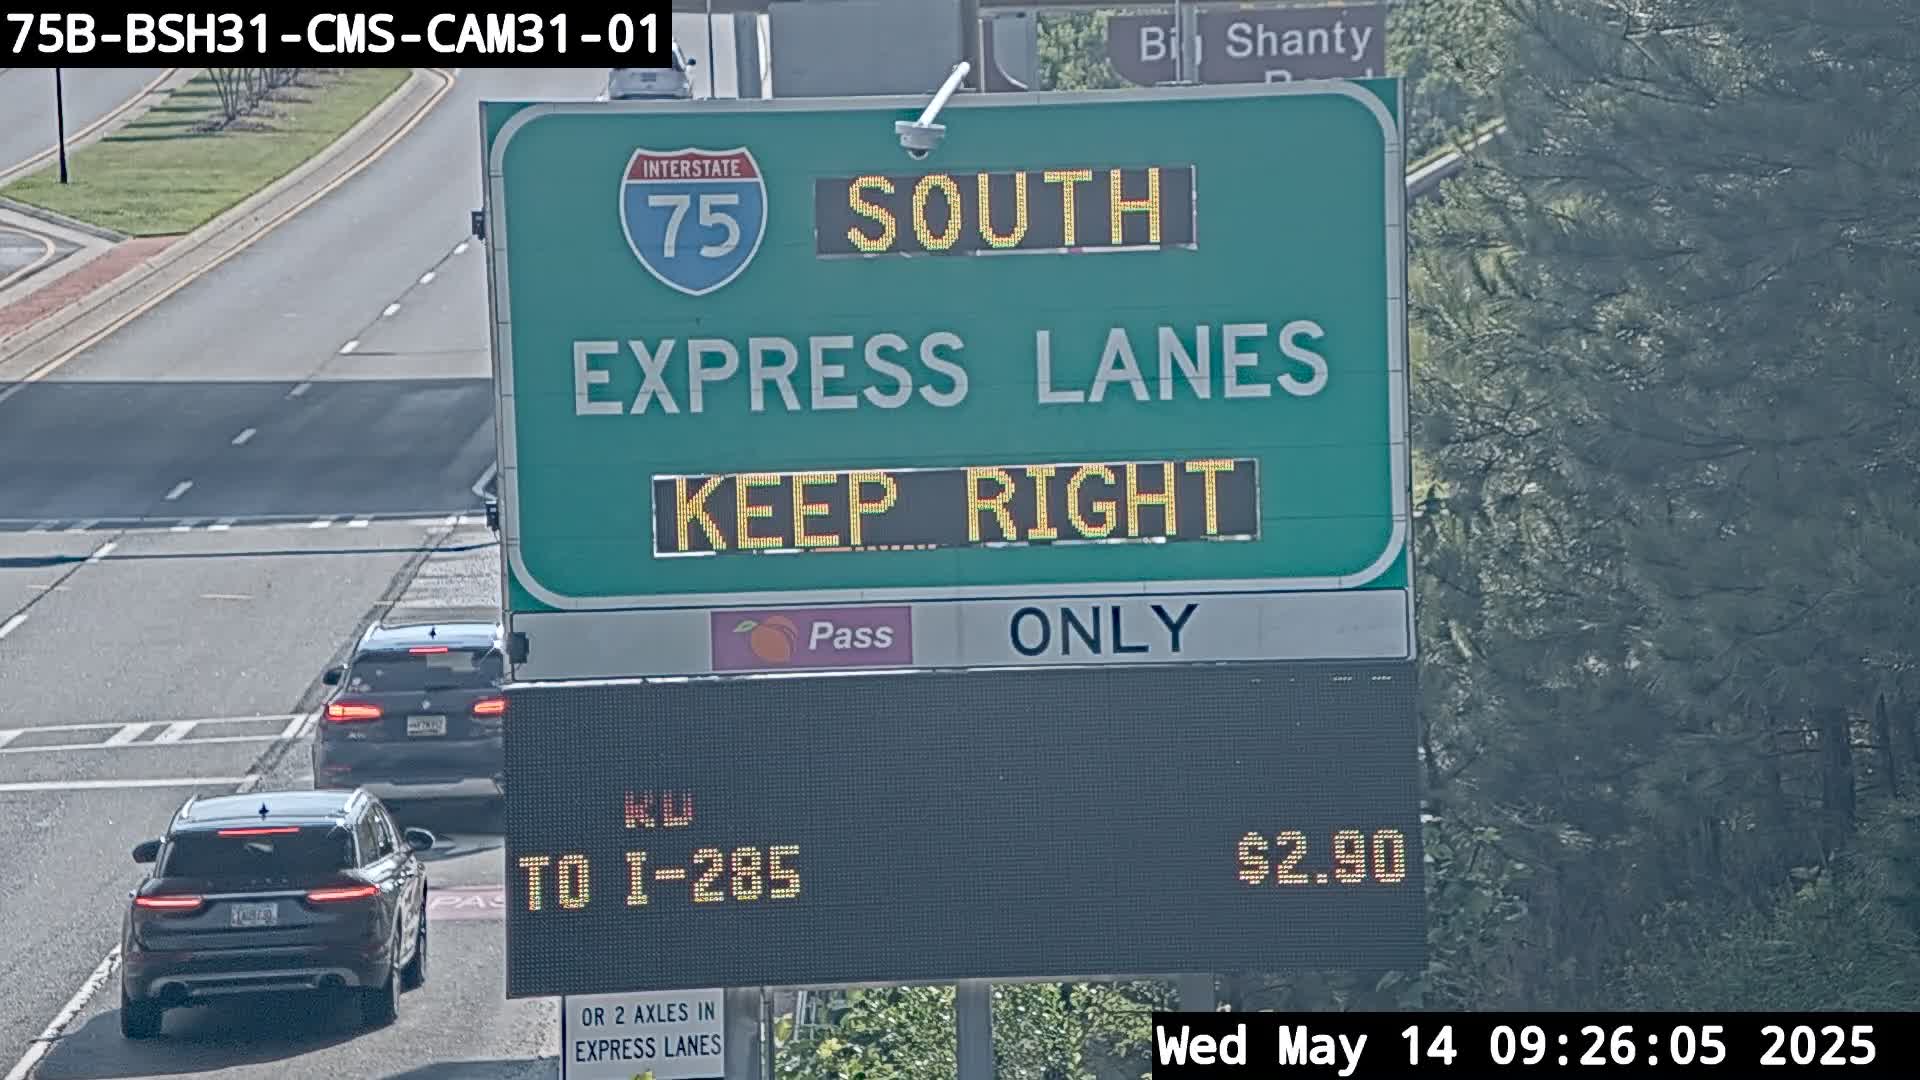 75B-BSH31-CMS-CAM31-01
Big Shanty
INTERSTATE
75
SOUTH
EXPRESS LANES
KEEP RIGHT
Pass
ONLY
TO I-285
$2.90
OR 2 AXLES IN
EXPRESS LANES
Wed May 14 09:26:05 2025